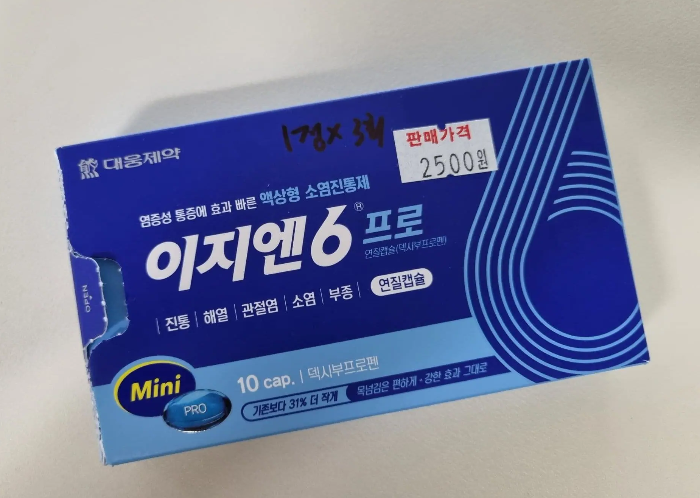 대웅제약
1정 x 3회
판매가격
2500원
염증성 통증에 효과 빠른 액상형 소염진통제
이지엔6® 프로
연질캡슐(덱시부프로펜)
진통 | 해열 | 관절염 | 소염 | 부종
연질캡슐
OPEN
Mini
PRO
10 cap. | 덱시부프로펜
기존보다 31% 더 작게 목넘김은 편하게·강한 효과 그대로